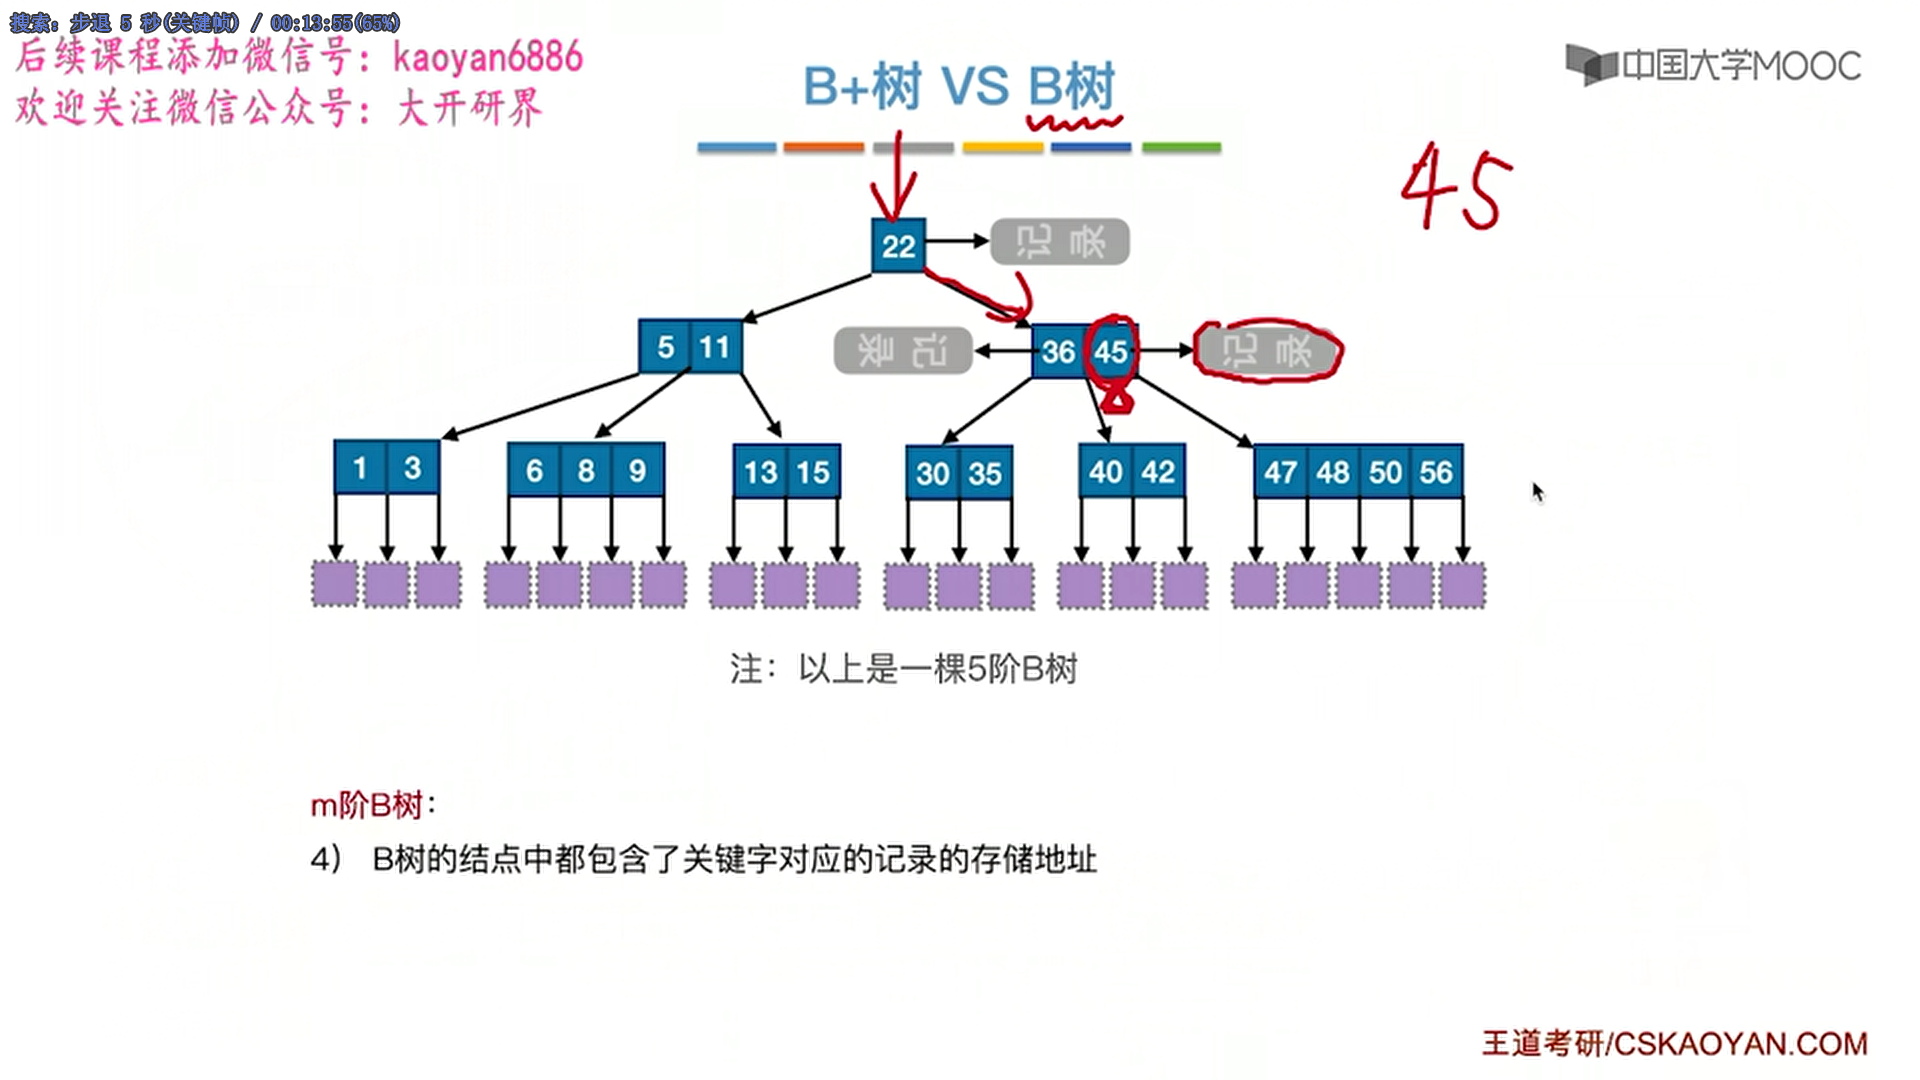 搜索: 步退 5 秒(关键帧) / 00:13:55(65%)
后续课程添加微信号：kaoyan6886
欢迎关注微信公众号：大开研界
中国大学MOOC
B+树 VS B树
45
22 记录
5 11 记录 36 45 记录
1 3 6 8 9 13 15 30 35 40 42 47 48 50 56
注：以上是一棵5阶B树
m阶B树：
4） B树的结点中都包含了关键字对应的记录的存储地址
王道考研/CSKAOYAN.COM